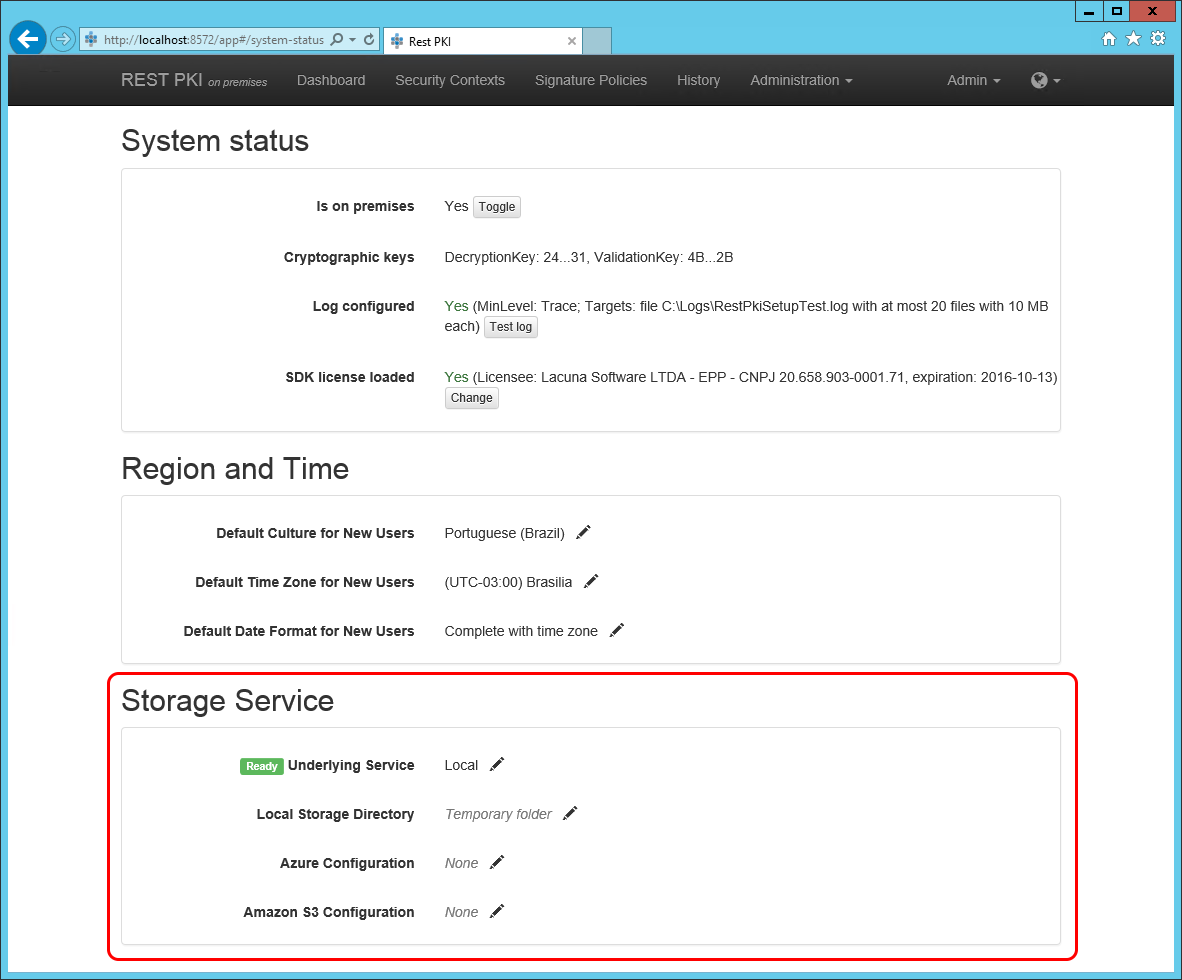 http://localhost:8572/app#/system-status
Rest PKI
REST PKI on premises Dashboard Security Contexts Signature Policies History Administration Admin
System status
Is on premises Yes Toggle
Cryptographic keys DecryptionKey: 24...31, ValidationKey: 4B...2B
Log configured Yes (MinLevel: Trace; Targets: file C:\Logs\RestPkiSetupTest.log with at most 20 files with 10 MB
each) Test log
SDK license loaded Yes (Licensee: Lacuna Software LTDA - EPP - CNPJ 20.658.903-0001.71, expiration: 2016-10-13)
Change
Region and Time
Default Culture for New Users Portuguese (Brazil)
Default Time Zone for New Users (UTC-03:00) Brasilia
Default Date Format for New Users Complete with time zone
Storage Service
Ready Underlying Service Local
Local Storage Directory Temporary folder
Azure Configuration None
Amazon S3 Configuration None